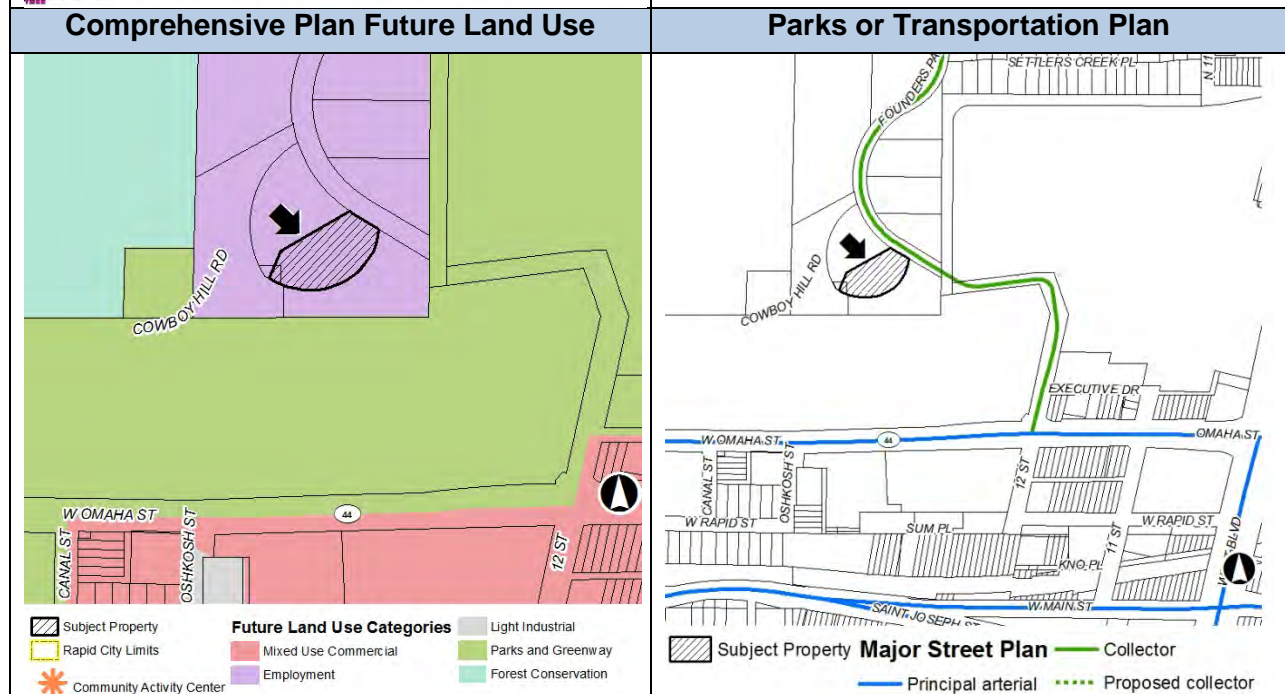 Comprehensive Plan Future Land Use
COWBOY HILL RD
W OMAHA ST
44
CANAL ST
OSHKOSH ST
12 ST
Subject Property
Rapid City Limits
Community Activity Center
Future Land Use Categories
Mixed Use Commercial
Employment
Light Industrial
Parks and Greenway
Forest Conservation
Parks or Transportation Plan
SETTLERS CREEK PL
N 11
FOUNDERS PA
COWBOY HILL RD
EXECUTIVE DR
W OMAHA ST
44
OMAHA ST
CANAL ST
OSHKOSH ST
12 ST
W RAPID ST
SUM PL
11 ST
W RAPID ST
KNO PL
BLVD
SAINT JOSEPH ST
W MAIN ST
Subject Property
Major Street Plan
Collector
Principal arterial
Proposed collector